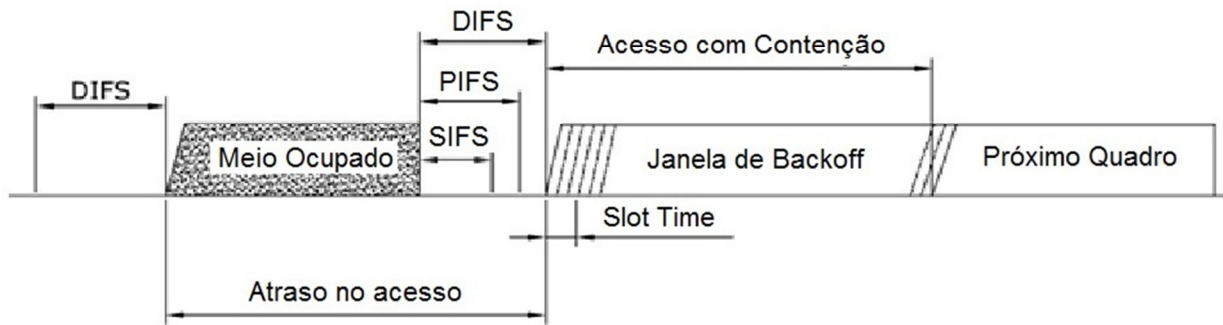 DIFS
Acesso com Contenção
DIFS
PIFS
SIFS
Meio Ocupado
Janela de Backoff
Próximo Quadro
Slot Time
Atraso no acesso